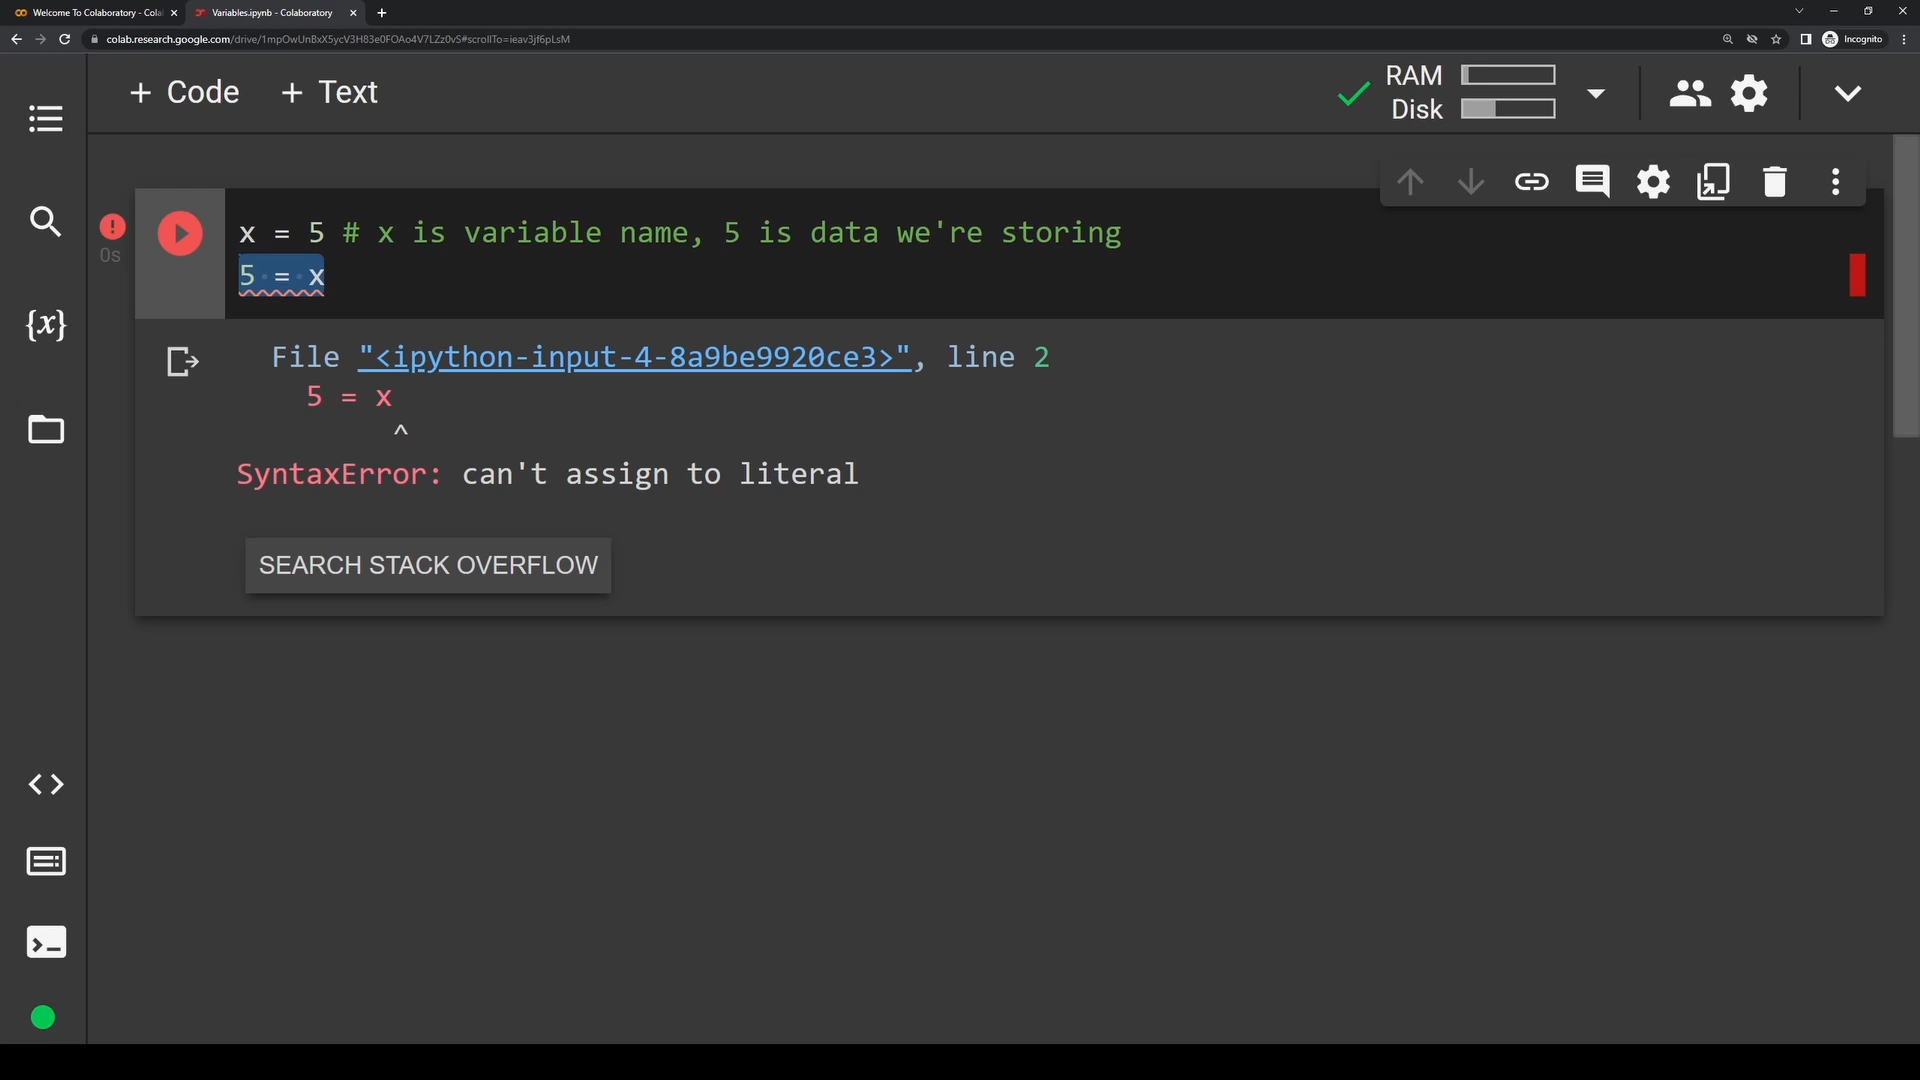 Welcome To Colaboratory - Cola
Variables.ipynb - Colaboratory
colab.research.google.com/drive/1mpOwUnBxX5ycV3H83e0FOAo4V7LZz0vS#scrollTo=ieav3jf6pLsM
Incognito
+ Code + Text
RAM
Disk
x = 5 # x is variable name, 5 is data we're storing
0s
5 = x
{x}
File "<ipython-input-4-8a9be9920ce3>", line 2
5 = x
^
SyntaxError: can't assign to literal
SEARCH STACK OVERFLOW